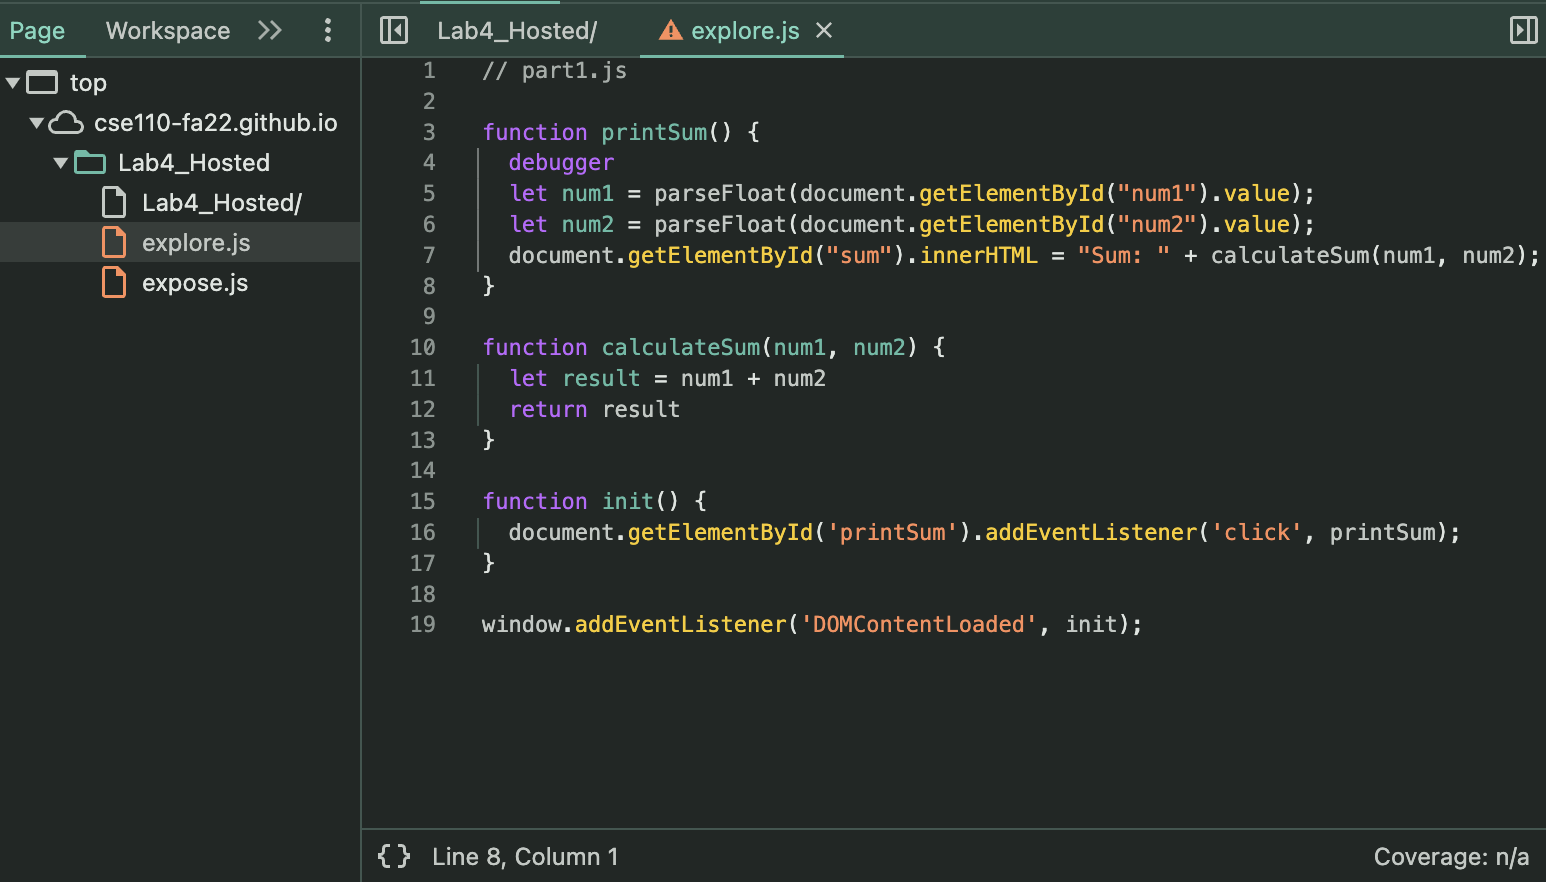 Page Workspace Lab4_Hosted/ explore.js
top
cse110-fa22.github.io
Lab4_Hosted
Lab4_Hosted/
explore.js
expose.js
1 // part1.js
2
3 function printSum() {
4 debugger
5 let num1 = parseFloat(document.getElementById("num1").value);
6 let num2 = parseFloat(document.getElementById("num2").value);
7 document.getElementById("sum").innerHTML = "Sum: " + calculateSum(num1, num2);
8 }
9
10 function calculateSum(num1, num2) {
11 let result = num1 + num2
12 return result
13 }
14
15 function init() {
16 document.getElementById('printSum').addEventListener('click', printSum);
17 }
18
19 window.addEventListener('DOMContentLoaded', init);
{} Line 8, Column 1 Coverage: n/a